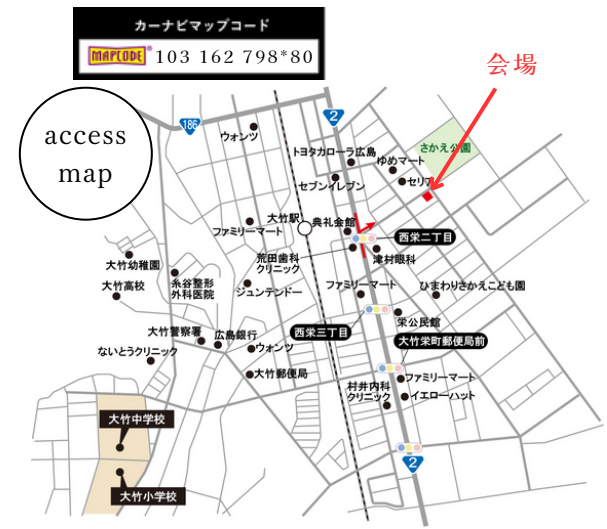 カーナビマップコード
MAPCODE® 103 162 798*80
会場
access
map
186
2
ウォンツ
トヨタカローラ広島
さかえ公園
ゆめマート
セリア
セブンイレブン
大竹駅
典礼会館
ファミリーマート
西栄二丁目
荒田歯科
クリニック
津村眼科
大竹幼稚園
糸谷整形
外科医院
大竹高校
ジュンテンドー
ファミリーマート
ひまわりさかえこども園
西栄三丁目
栄公民館
大竹警察署
広島銀行
大竹栄町郵便局前
ないとうクリニック
ウォンツ
大竹郵便局
村井内科
クリニック
ファミリーマート
イエローハット
大竹中学校
2
大竹小学校